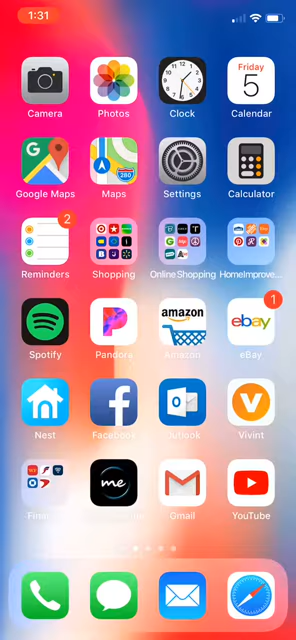 1:31
Friday
5
Camera
Photos
Clock
Calendar
G
280
Google Maps
Maps
Settings
Calculator
2
Reminders
Shopping
Online Shopping
HomeImprove...
amazon
1
ebay
Spotify
Pandora
Amazon
eBay
Nest
Facebook
Outlook
Vivint
me
Gmail
YouTube